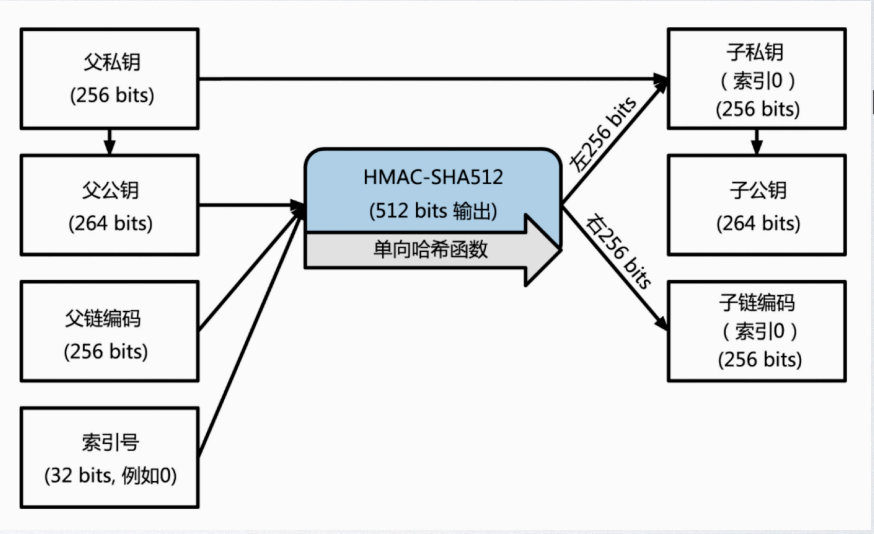 父私钥
(256 bits)
父公钥
(264 bits)
父链编码
(256 bits)
索引号
(32 bits, 例如0)
HMAC-SHA512
(512 bits 输出)
单向哈希函数
左256 bits
右256 bits
子私钥
（索引0）
(256 bits)
子公钥
(264 bits)
子链编码
（索引0）
(256 bits)